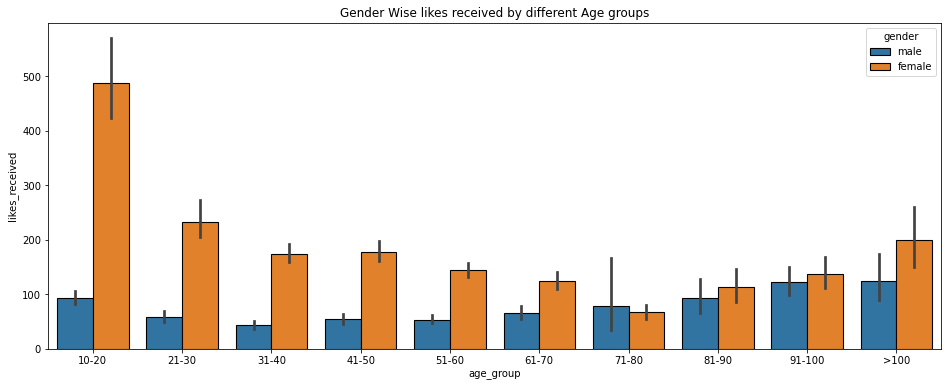 Gender Wise likes received by different Age groups
gender
male
female
likes_received
500
400
300
200
100
0
10-20 21-30 31-40 41-50 51-60 61-70 71-80 81-90 91-100 >100
age_group